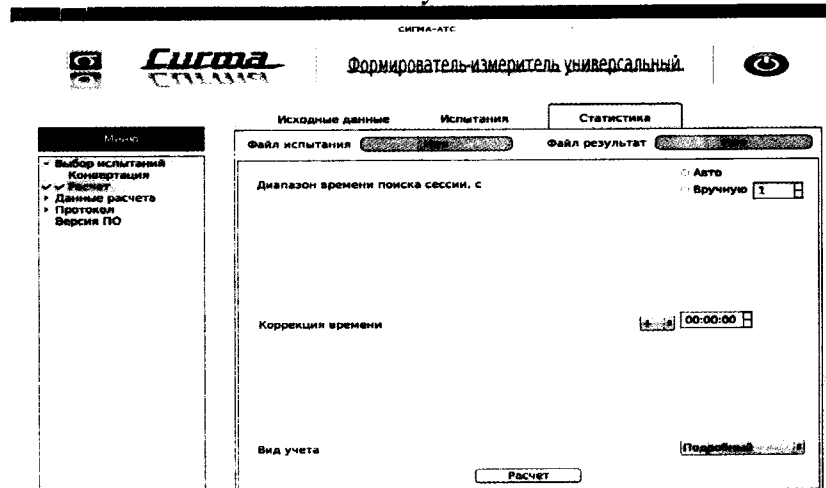 СИГМА-АТС
Сигма
Формирователь-измеритель универсальный
Исходные данные Испытания Статистика
Меню
Файл испытания Файл результат
Выбор испытаний
Конвертация
Расчет
Данные расчета
Протокол
Версия ПО
Диапазон времени поиска сессии, с
Авто
Вручную 1
Коррекция времени + 00:00:00
Вид учета Подробный
Расчет